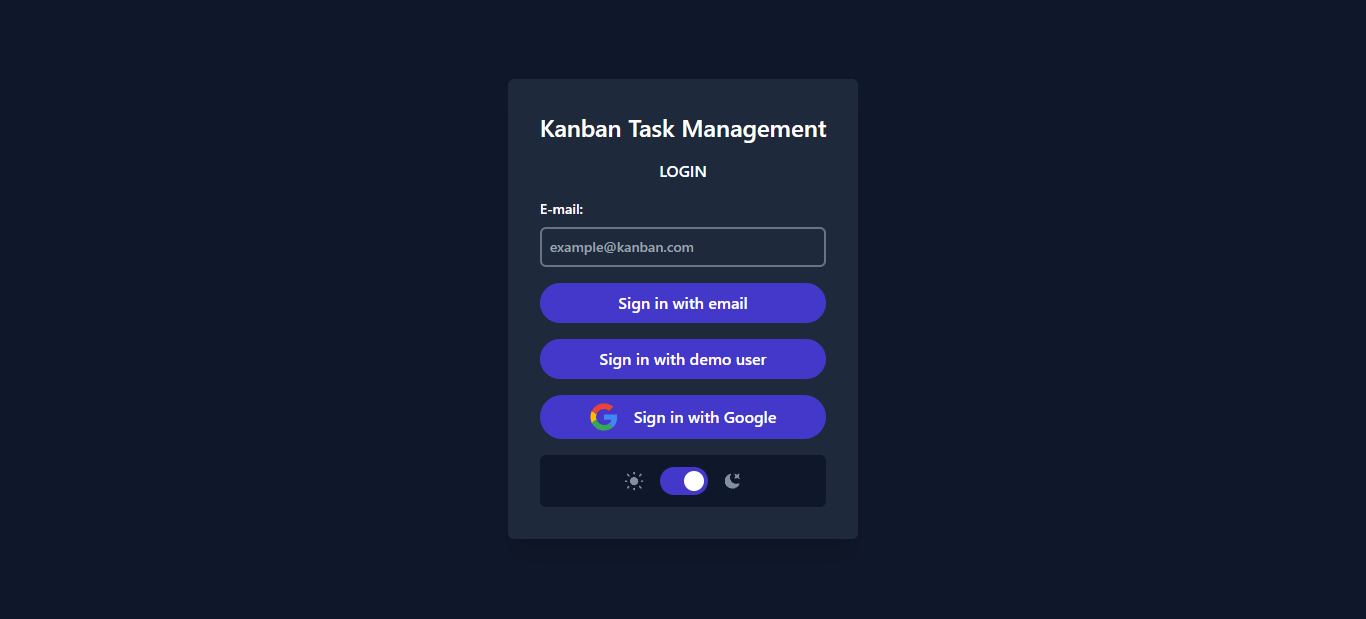 Kanban Task Management
LOGIN
E-mail:
example@kanban.com
Sign in with email
Sign in with demo user
Sign in with Google